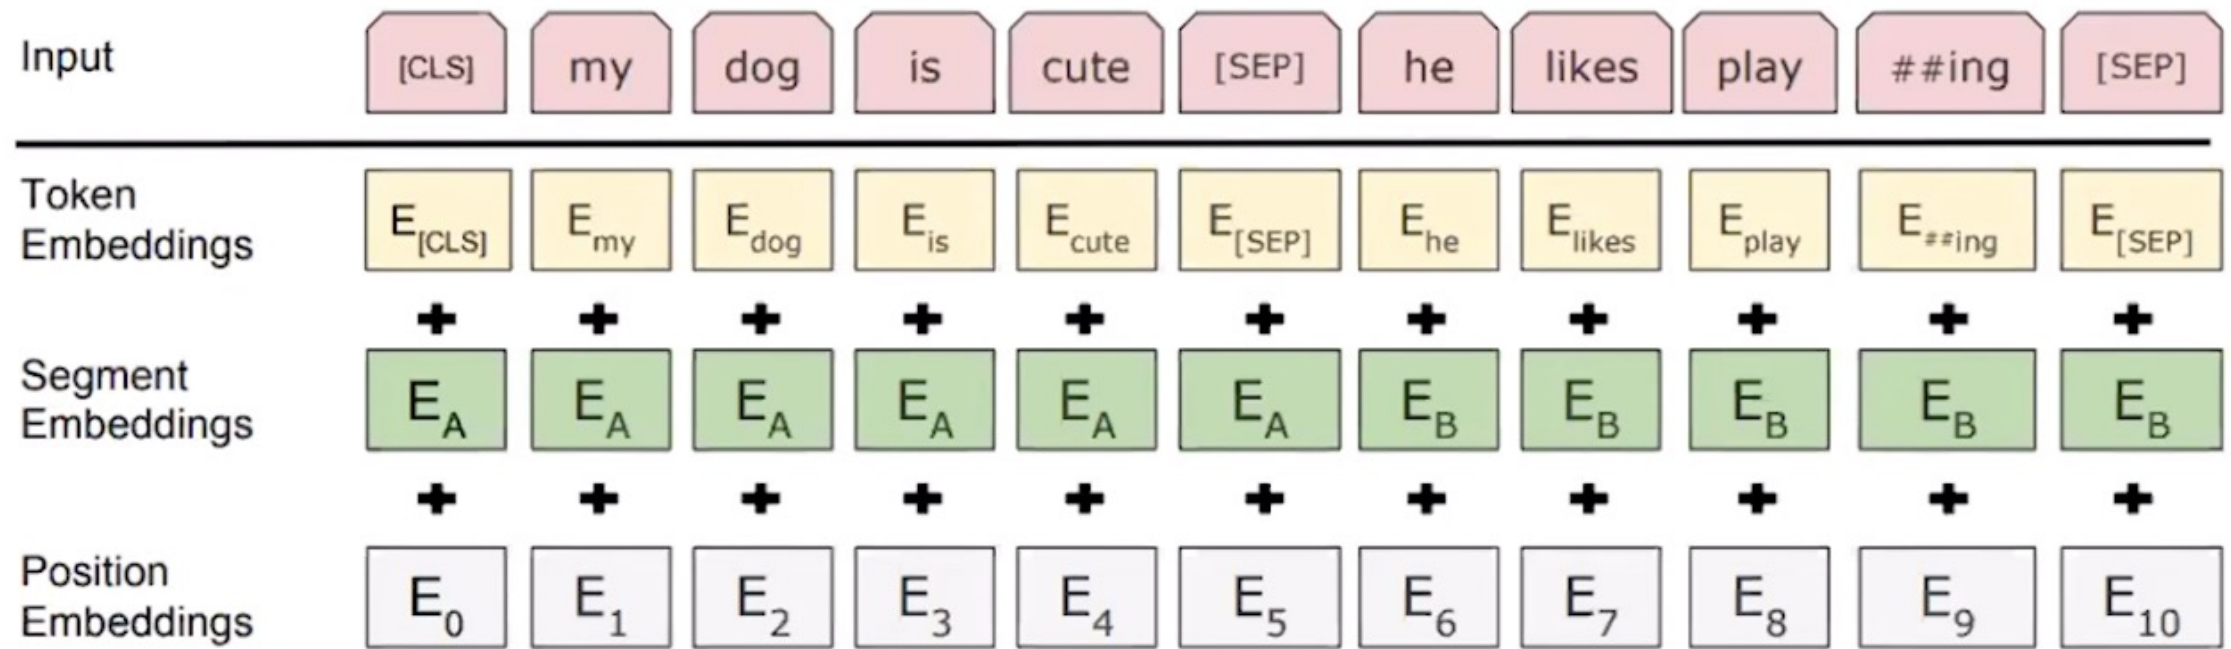 Input [CLS] my dog is cute [SEP] he likes play ##ing [SEP]
Token
Embeddings E[CLS] Emy Edog Eis Ecute E[SEP] Ehe Elikes Eplay E##ing E[SEP]
+ + + + + + + + + + +
Segment
Embeddings EA EA EA EA EA EA EB EB EB EB EB
+ + + + + + + + + + +
Position
Embeddings E0 E1 E2 E3 E4 E5 E6 E7 E8 E9 E10